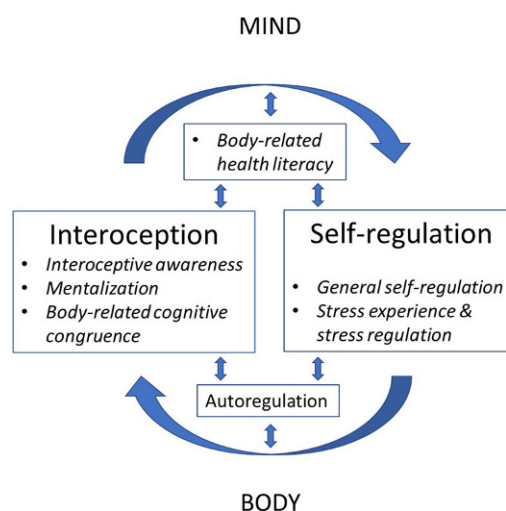 MIND
• Body-related
health literacy
Interoception
• Interoceptive awareness
• Mentalization
• Body-related cognitive
congruence
Self-regulation
• General self-regulation
• Stress experience &
stress regulation
Autoregulation
BODY